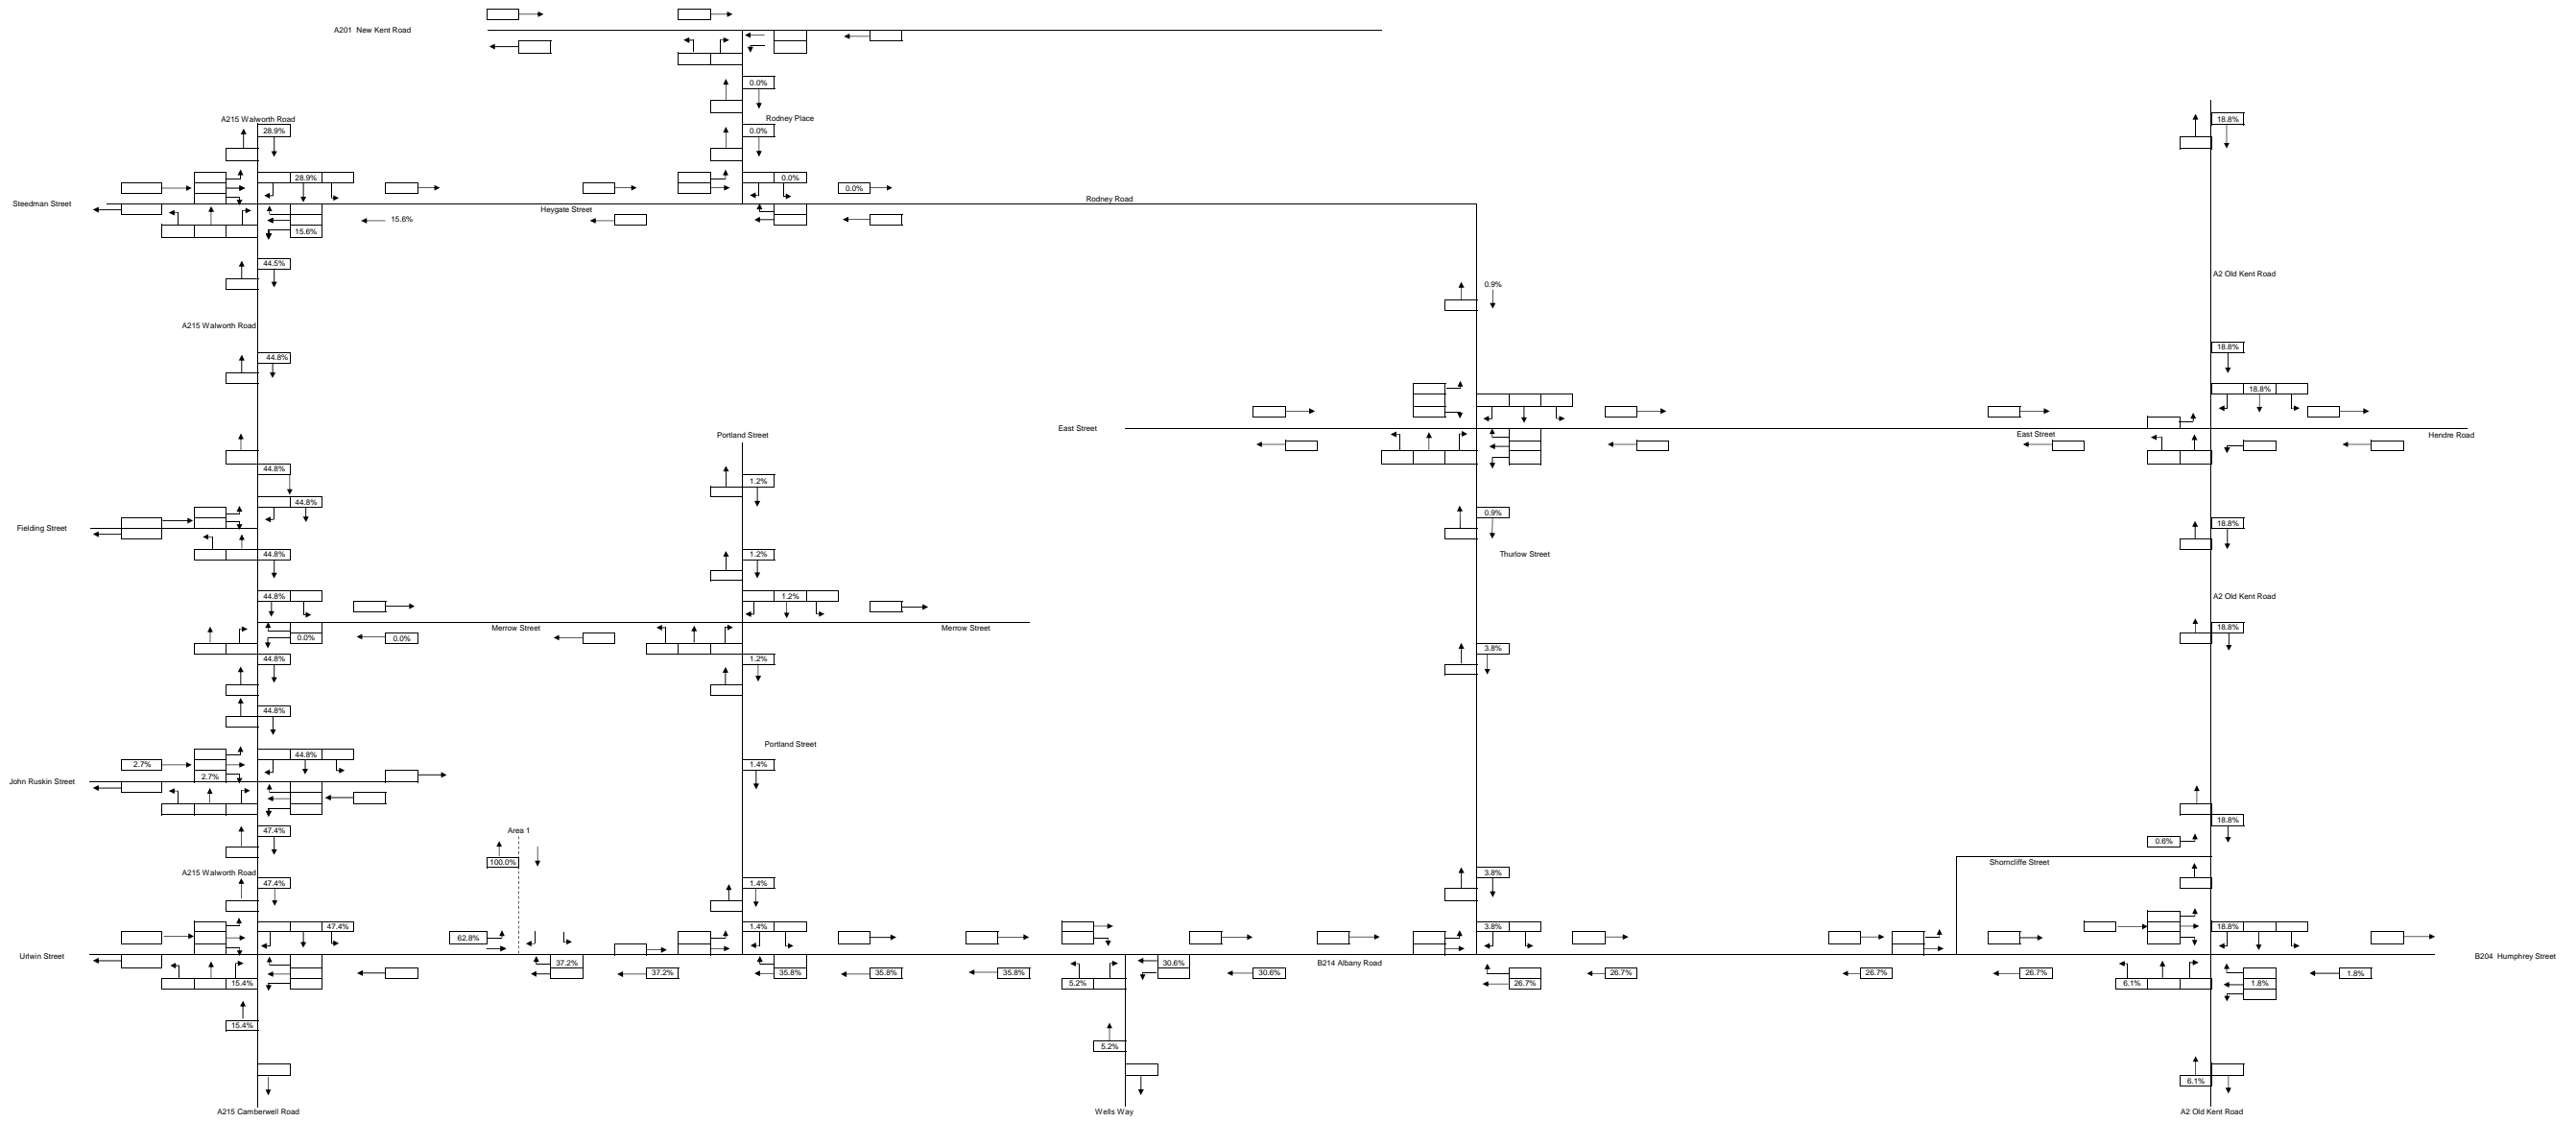 A201 New Kent Road
0.0%
A215 Walworth Road
Rodney Place
28.9%
0.0%
18.8%
28.9%
0.0%
0.0%
Steedman Street
Heygate Street
Rodney Road
15.6%
15.6%
44.5%
A2 Old Kent Road
0.9%
A215 Walworth Road
44.8%
18.8%
18.8%
East Street
Portland Street
East Street
Hendre Road
44.8%
1.2%
44.8%
0.9%
18.8%
Fielding Street
44.8%
1.2%
Thurlow Street
44.8%
1.2%
A2 Old Kent Road
Merrow Street
Merrow Street
18.8%
0.0%
0.0%
44.8%
1.2%
3.8%
44.8%
Portland Street
44.8%
2.7%
1.4%
2.7%
John Ruskin Street
18.8%
47.4%
Area 1
0.6%
100.0%
Shorncliffe Street
A215 Walworth Road
3.8%
47.4%
1.4%
47.4%
1.4%
3.8%
18.8%
62.8%
Urlwin Street
B214 Albany Road
B204 Humphrey Street
37.2%
30.6%
37.2%
35.8%
35.8%
35.8%
30.6%
26.7%
26.7%
26.7%
1.8%
15.4%
5.2%
26.7%
6.1%
1.8%
15.4%
5.2%
6.1%
A215 Camberwell Road
Wells Way
A2 Old Kent Road